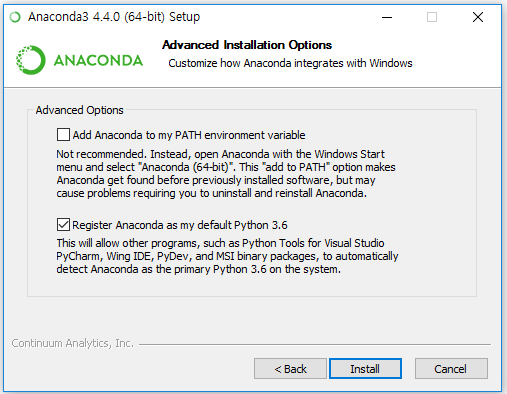 Anaconda3 4.4.0 (64-bit) Setup
ANACONDA
Advanced Installation Options
Customize how Anaconda integrates with Windows
Advanced Options
Add Anaconda to my PATH environment variable
Not recommended. Instead, open Anaconda with the Windows Start
menu and select "Anaconda (64-bit)". This "add to PATH" option makes
Anaconda get found before previously installed software, but may
cause problems requiring you to uninstall and reinstall Anaconda.
Register Anaconda as my default Python 3.6
This will allow other programs, such as Python Tools for Visual Studio
PyCharm, Wing IDE, PyDev, and MSI binary packages, to automatically
detect Anaconda as the primary Python 3.6 on the system.
Continuum Analytics, Inc.
< Back
Install
Cancel